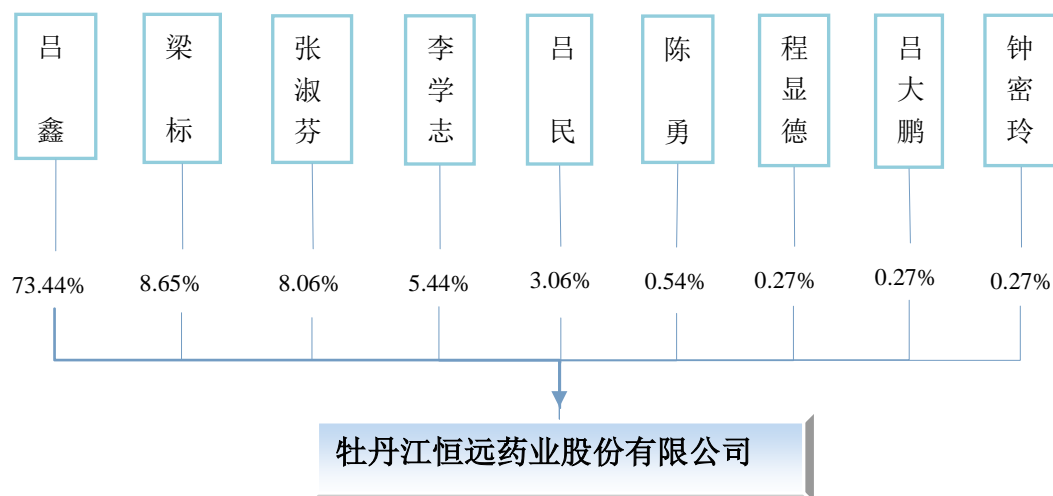 吕鑫
梁标
张淑芬
李学志
吕民
陈勇
程显德
吕大鹏
钟密玲
73.44%
8.65%
8.06%
5.44%
3.06%
0.54%
0.27%
0.27%
0.27%
牡丹江恒远药业股份有限公司